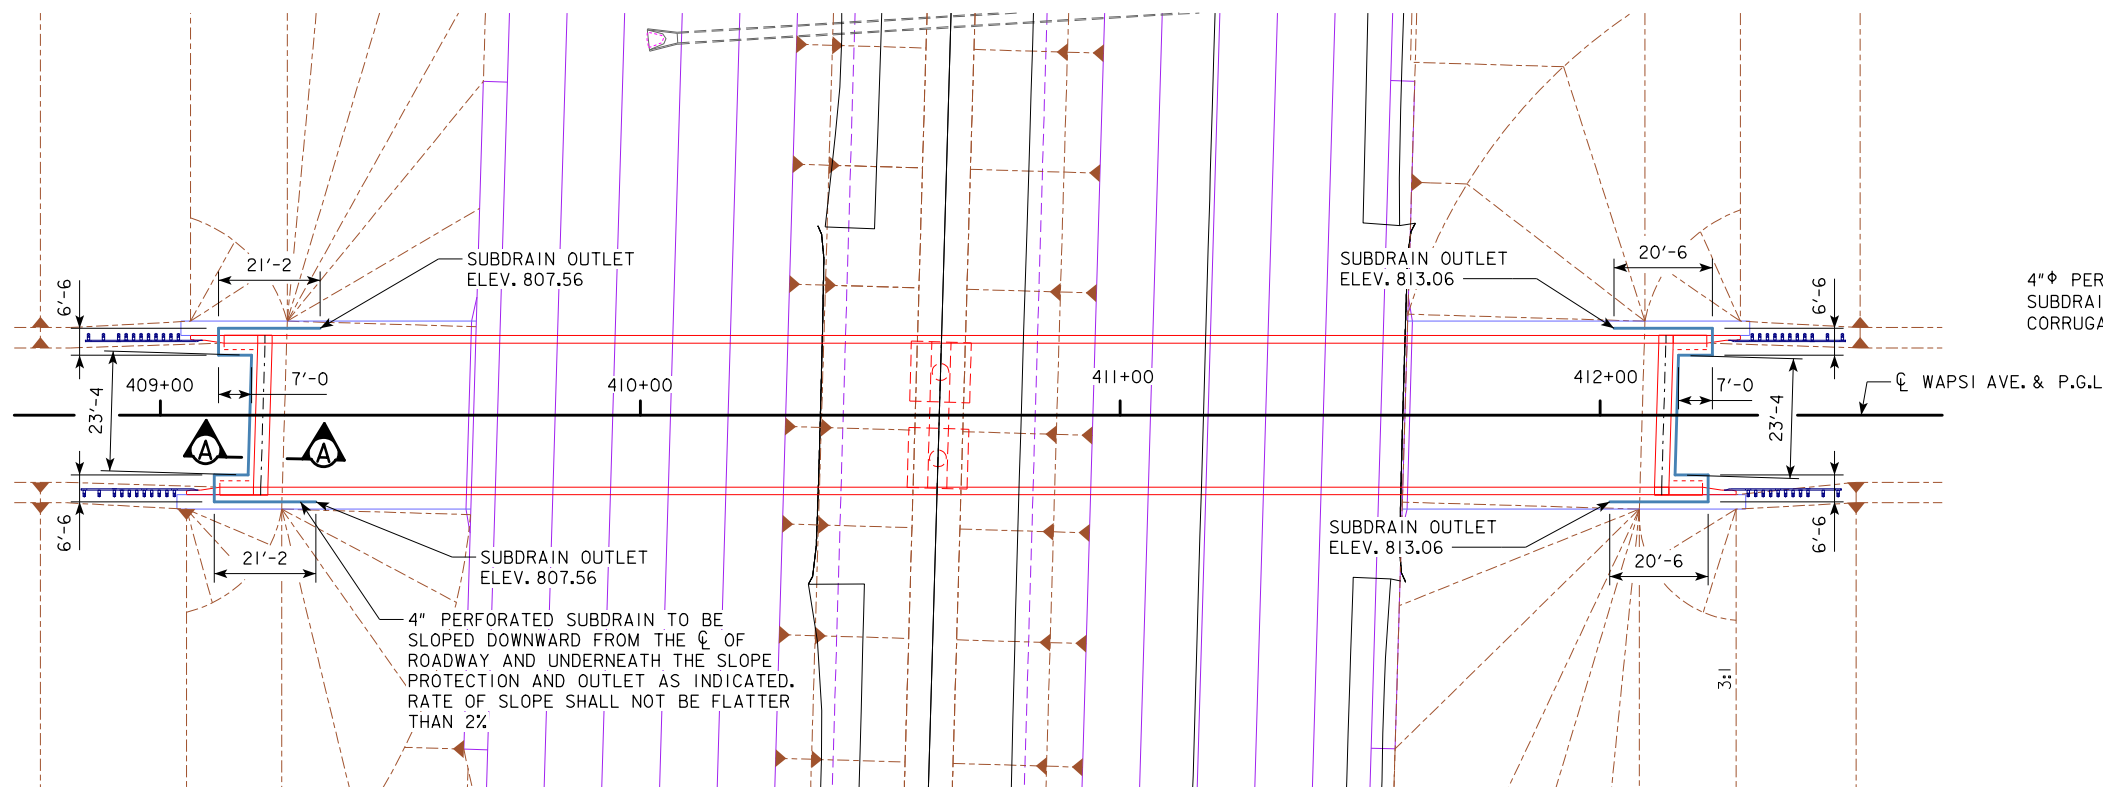 SUBDRAIN OUTLET
ELEV. 807.56
SUBDRAIN OUTLET
ELEV. 813.06
21'-2
20'-6
6'-6
6'-6
4"Φ PER
SUBDRAI
CORRUGA
409+00
7'-0
410+00
411+00
412+00
7'-0
℄ WAPSI AVE. & P.G.L
23'-4
23'-4
A
A
6'-6
6'-6
SUBDRAIN OUTLET
ELEV. 813.06
21'-2
20'-6
SUBDRAIN OUTLET
ELEV. 807.56
4" PERFORATED SUBDRAIN TO BE
SLOPED DOWNWARD FROM THE ℄ OF
ROADWAY AND UNDERNEATH THE SLOPE
PROTECTION AND OUTLET AS INDICATED.
RATE OF SLOPE SHALL NOT BE FLATTER
THAN 2%
3:1